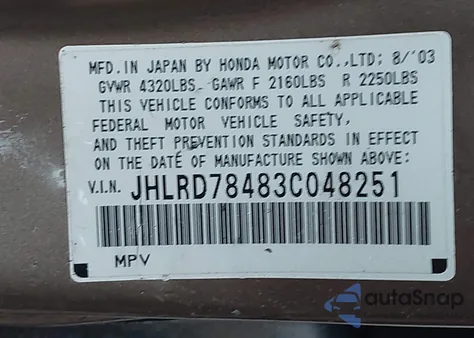 MFD.IN JAPAN BY HONDA MOTOR CO.,LTD; 8/'03
GVWR 4320LBS GAWR F 2160LBS R 2250LBS
THIS VEHICLE CONFORMS TO ALL APPLICABLE
FEDERAL MOTOR VEHICLE SAFETY,
AND THEFT PREVENTION STANDARDS IN EFFECT
ON THE DATE OF MANUFACTURE SHOWN ABOVE:
V.I.N. JHLRD78483C048251
MPV
autoSnap